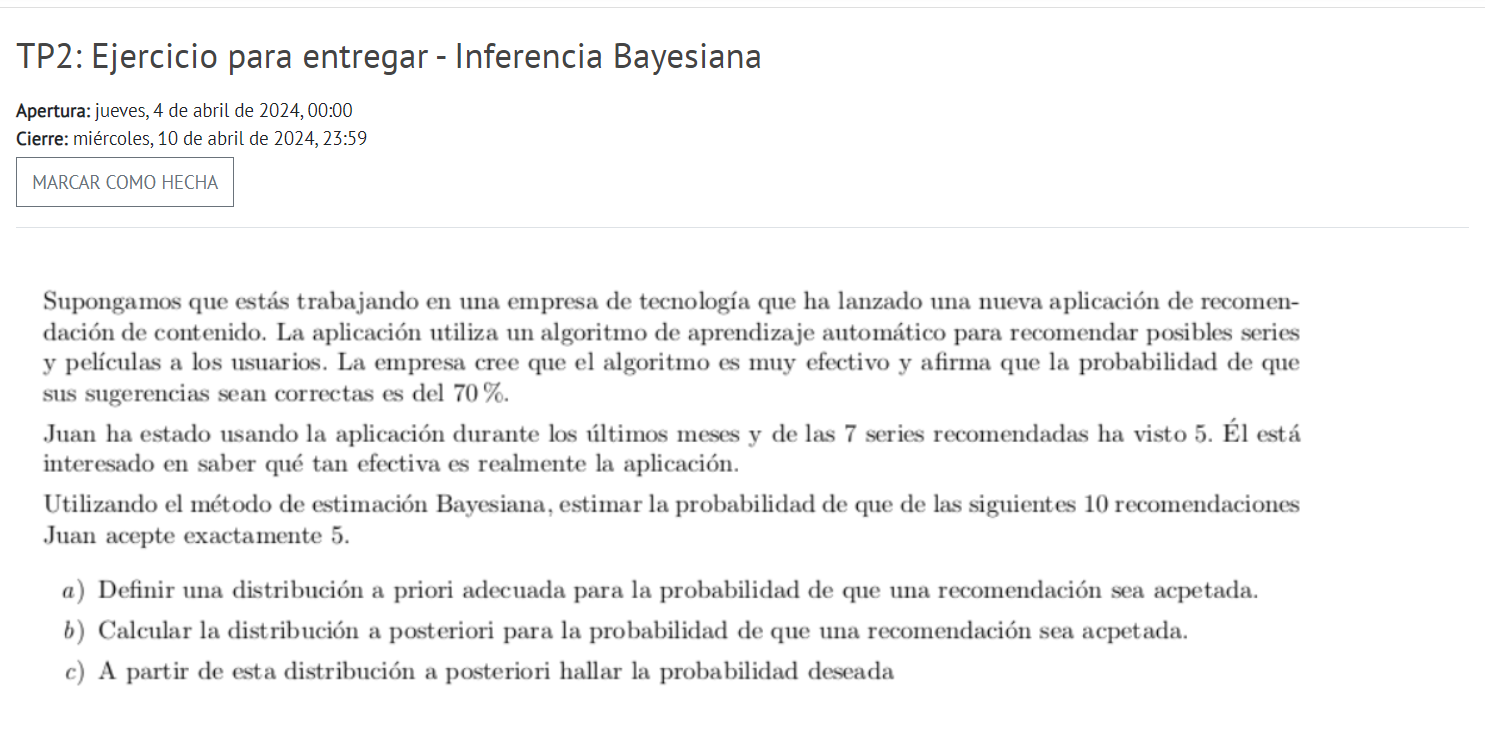 TP2: Ejercicio para entregar - Inferencia Bayesiana
Apertura: jueves, 4 de abril de 2024, 00:00
Cierre: miércoles, 10 de abril de 2024, 23:59
MARCAR COMO HECHA
Supongamos que estás trabajando en una empresa de tecnología que ha lanzado una nueva aplicación de recomen-
dación de contenido. La aplicación utiliza un algoritmo de aprendizaje automático para recomendar posibles series
y películas a los usuarios. La empresa cree que el algoritmo es muy efectivo y afirma que la probabilidad de que
sus sugerencias sean correctas es del 70 %.
Juan ha estado usando la aplicación durante los últimos meses y de las 7 series recomendadas ha visto 5. Él está
interesado en saber qué tan efectiva es realmente la aplicación.
Utilizando el método de estimación Bayesiana, estimar la probabilidad de que de las siguientes 10 recomendaciones
Juan acepte exactamente 5.
a) Definir una distribución a priori adecuada para la probabilidad de que una recomendación sea acpetada.
b) Calcular la distribución a posteriori para la probabilidad de que una recomendación sea acpetada.
c) A partir de esta distribución a posteriori hallar la probabilidad deseada